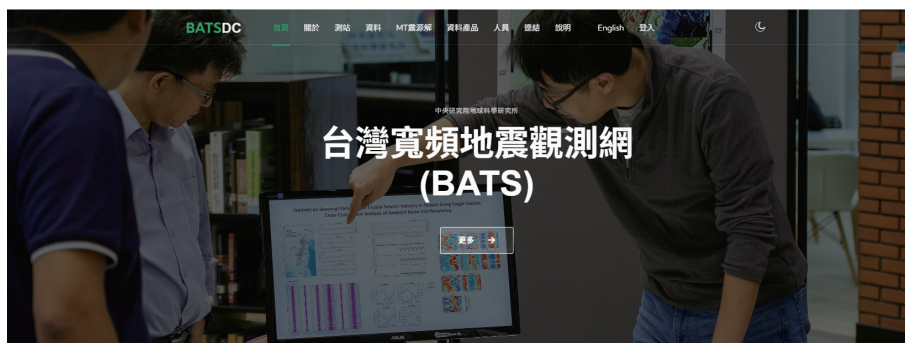 BATSDC
首頁
關於
測站
資料
MT震源解
資料產品
人員
連結
說明
English
登入
22°
中央研究院地球科學研究所
台灣寬頻地震觀測網
(BATS)
更多
ASUS